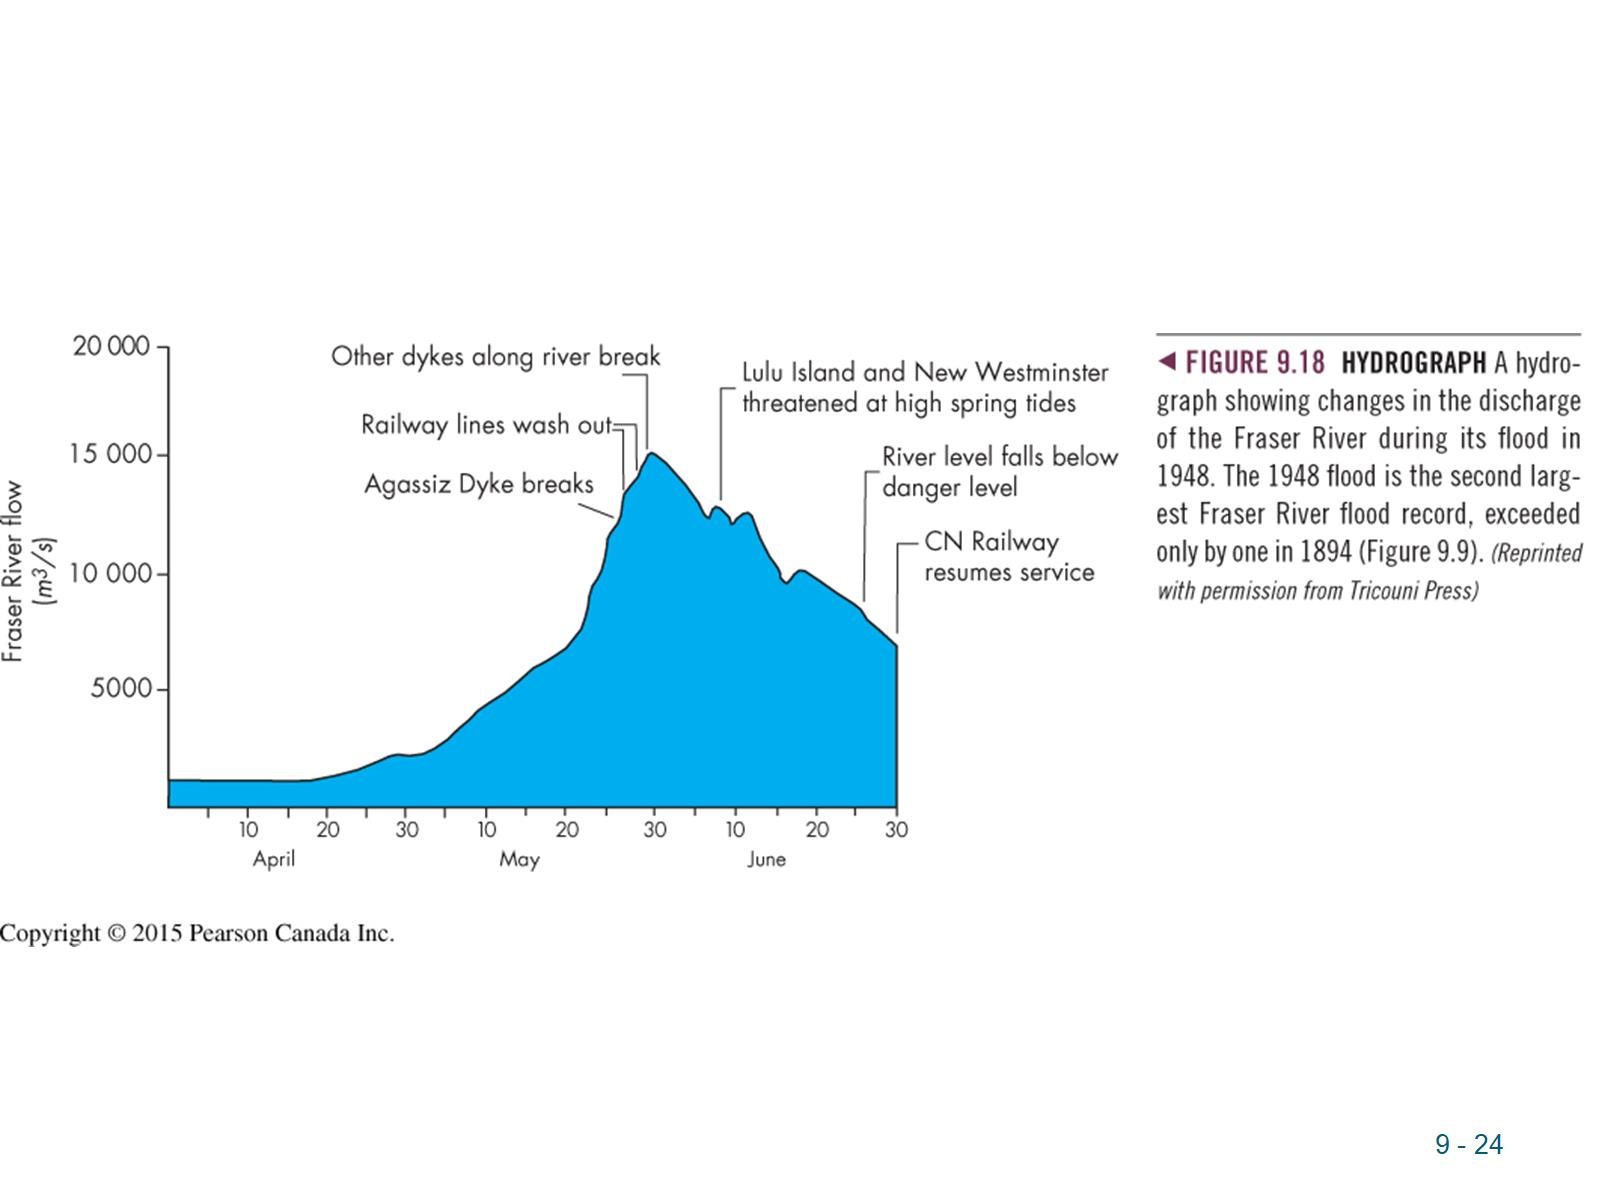 20 000
15 000
10 000
5000
Fraser River flow
(m3/s)
Other dykes along river break
Railway lines wash out
Agassiz Dyke breaks
Lulu Island and New Westminster
threatened at high spring tides
River level falls below
danger level
CN Railway
resumes service
10 20 30 10 20 30 10 20 30
April May June
◄ FIGURE 9.18 HYDROGRAPH A hydro-
graph showing changes in the discharge
of the Fraser River during its flood in
1948. The 1948 flood is the second larg-
est Fraser River flood record, exceeded
only by one in 1894 (Figure 9.9). (Reprinted
with permission from Tricouni Press)
Copyright © 2015 Pearson Canada Inc.
9 - 24